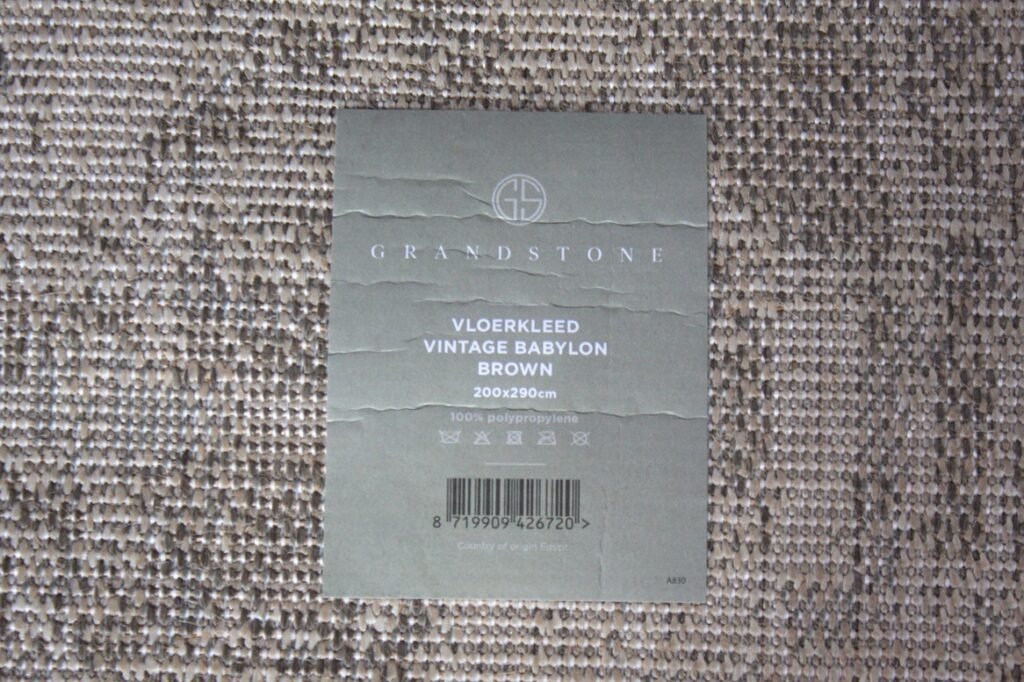 GS
GRANDSTONE
VLOERKLEED
VINTAGE BABYLON
BROWN
200x290cm
100% polypropylene
8 719909 426720 >
Country of origin Egypt
A830